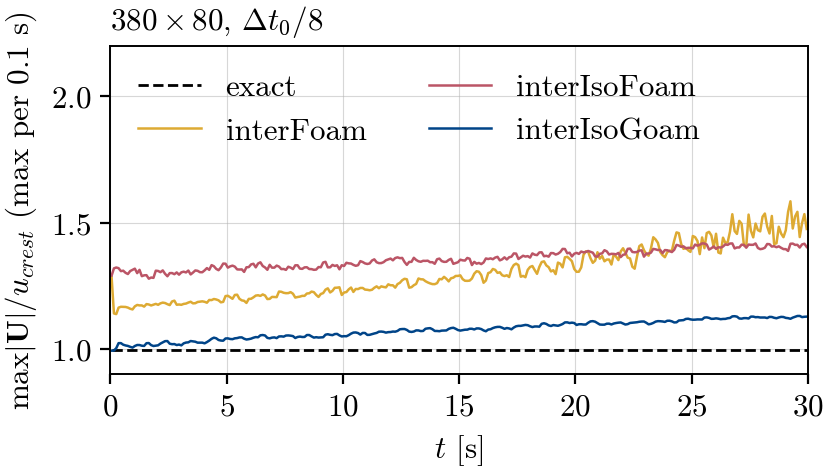 380 × 80, Δt₀/8
max|U|/u_crest (max per 0.1 s)
2.0
1.5
1.0
exact
interFoam
interIsoFoam
interIsoGoam
0 5 10 15 20 25 30
t [s]